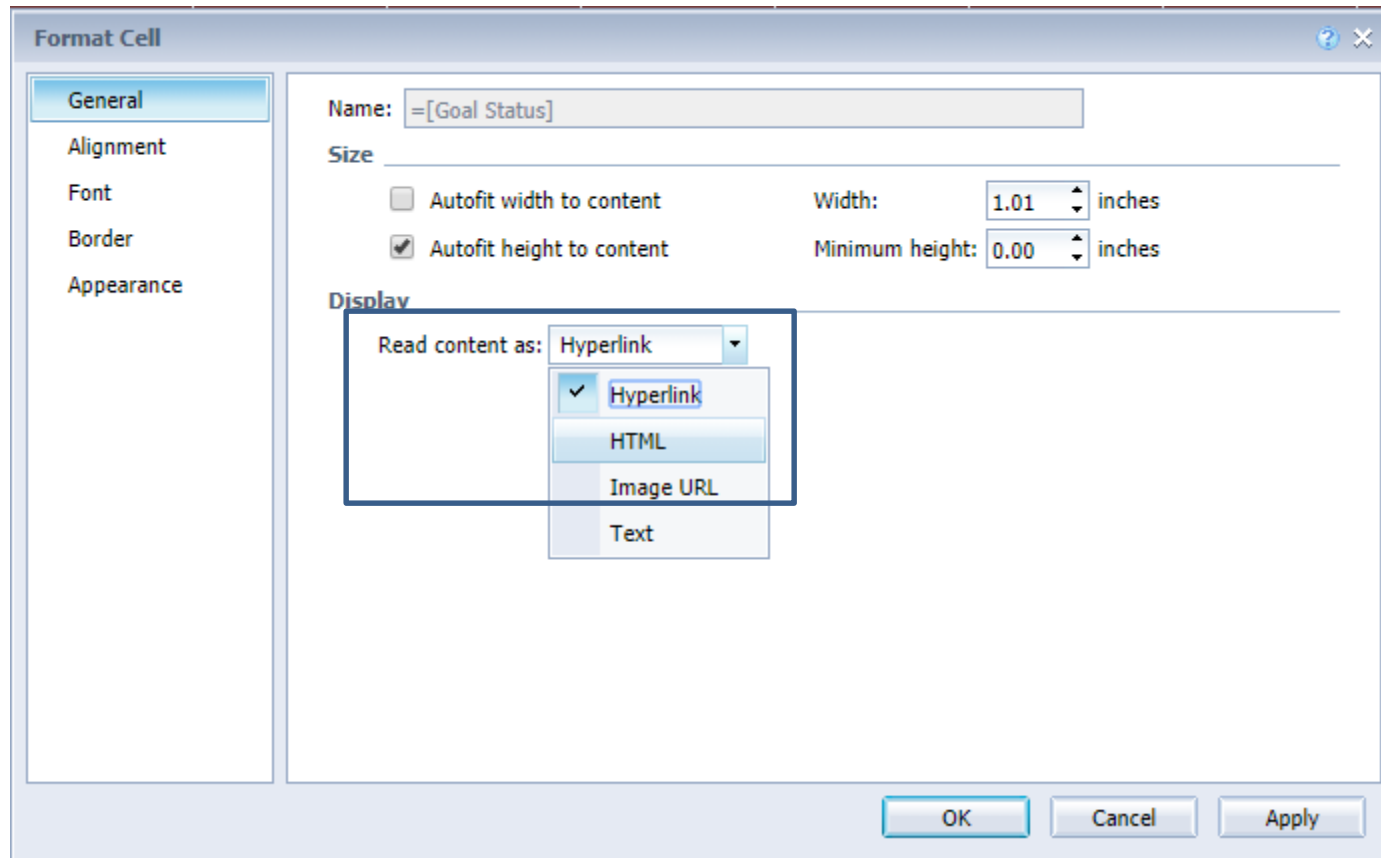 Format Cell
General
Alignment
Font
Border
Appearance
Name: =[Goal Status]
Size
Autofit width to content Width: 1.01 inches
Autofit height to content Minimum height: 0.00 inches
Display
Read content as: Hyperlink
Hyperlink
HTML
Image URL
Text
OK Cancel Apply